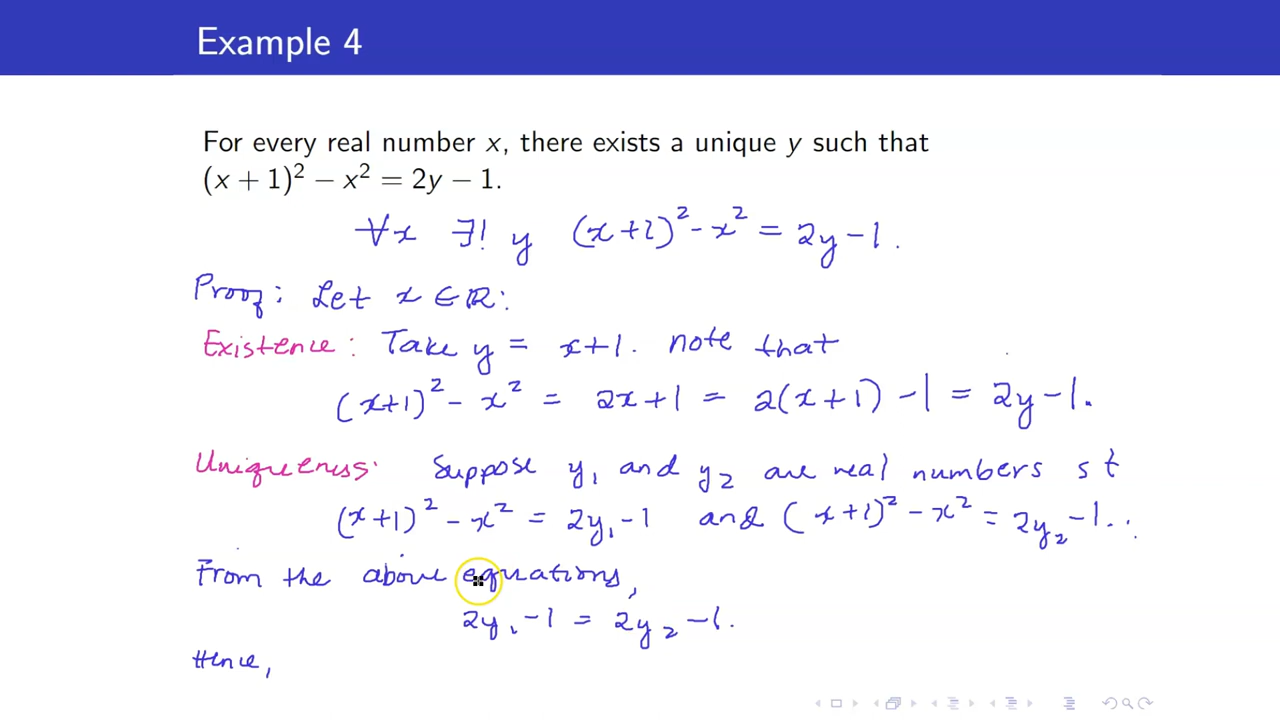 Example 4
For every real number x, there exists a unique y such that
(x + 1)² − x² = 2y − 1.
∀x ∃! y (x+1)² - x² = 2y - 1.
Proof: Let x ∈ ℝ.
Existence: Take y = x+1. note that
(x+1)² - x² = 2x+1 = 2(x+1) - 1 = 2y - 1.
Uniqueness: Suppose y₁ and y₂ are real numbers s t
(x+1)² - x² = 2y₁ - 1 and (x+1)² - x² = 2y₂ - 1..
From the above equations,
2y₁ - 1 = 2y₂ - 1.
Hence,